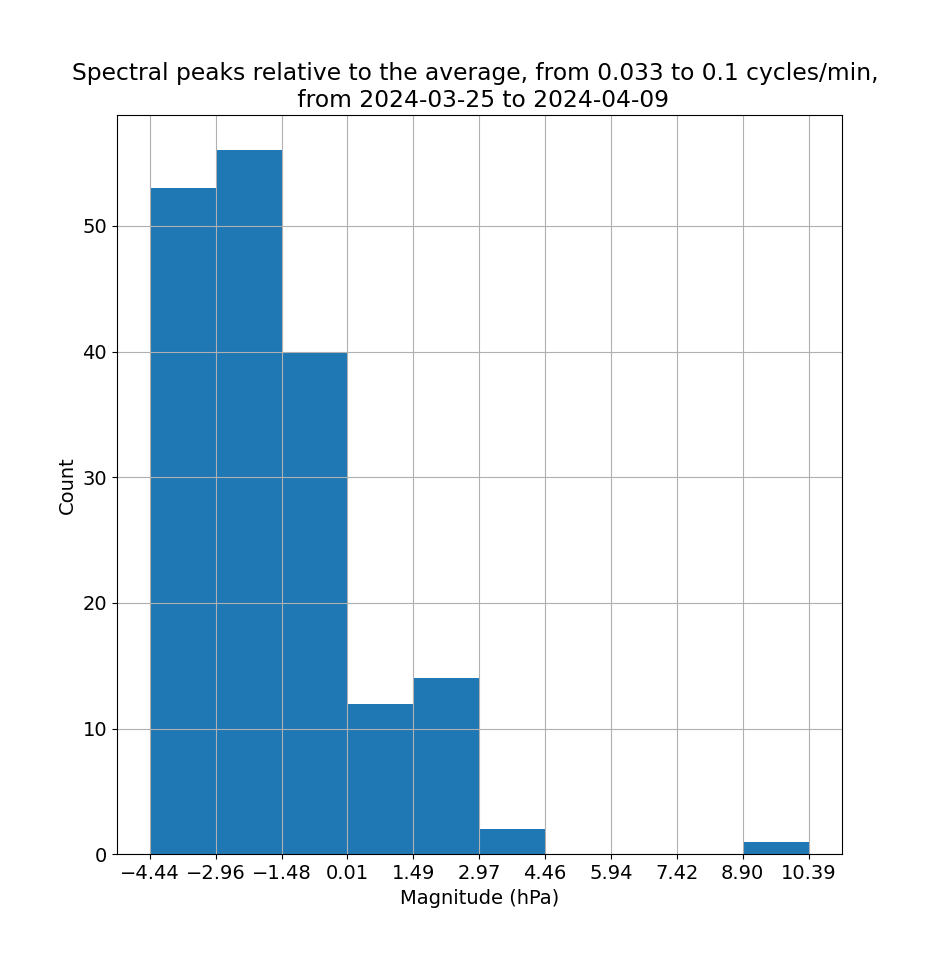 Spectral peaks relative to the average, from 0.033 to 0.1 cycles/min,
from 2024-03-25 to 2024-04-09
Count
50
40
30
20
10
0
−4.44 −2.96 −1.48 0.01 1.49 2.97 4.46 5.94 7.42 8.90 10.39
Magnitude (hPa)